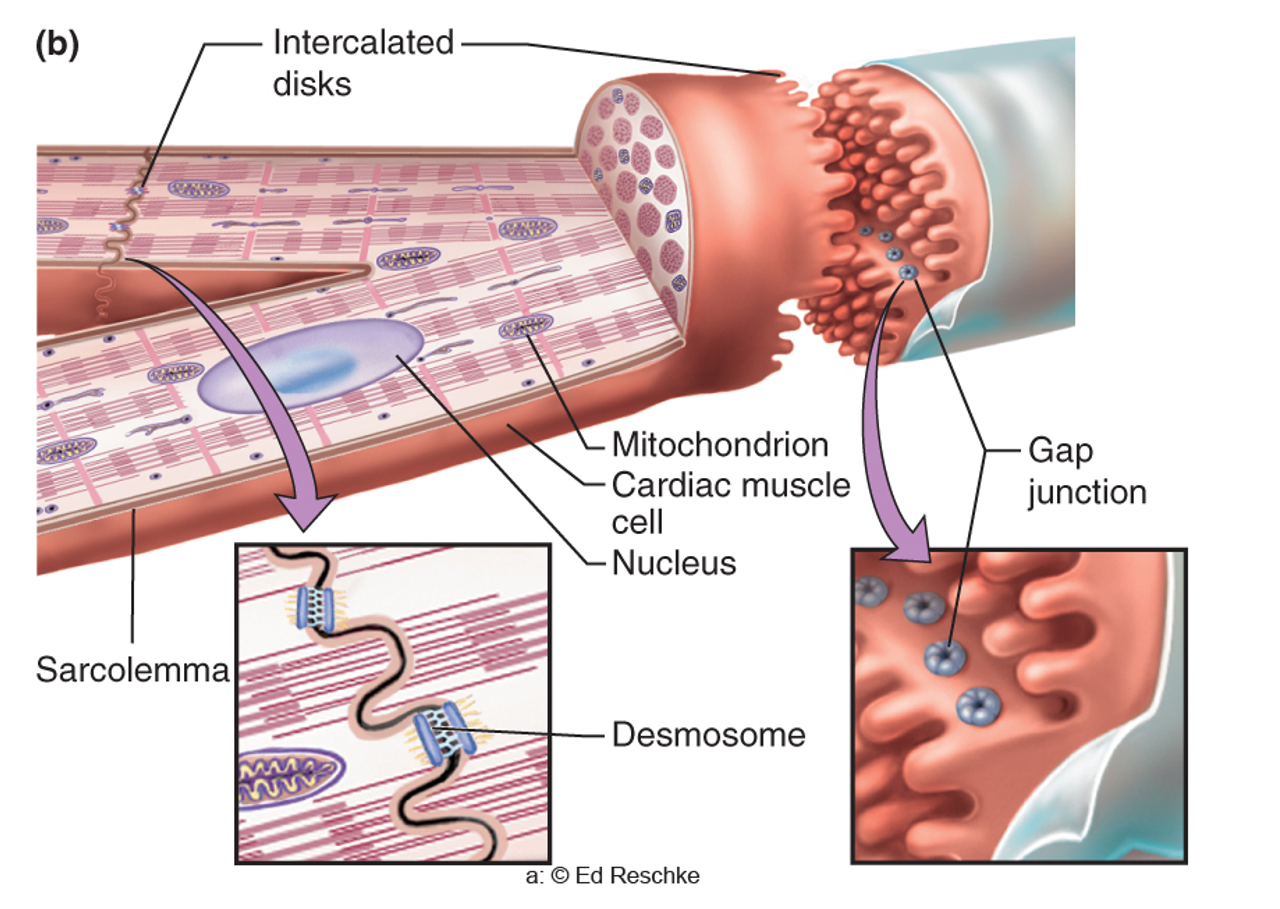 (b)
Intercalated
disks
Mitochondrion
Cardiac muscle
cell
Nucleus
Gap
junction
Sarcolemma
Desmosome
a: © Ed Reschke